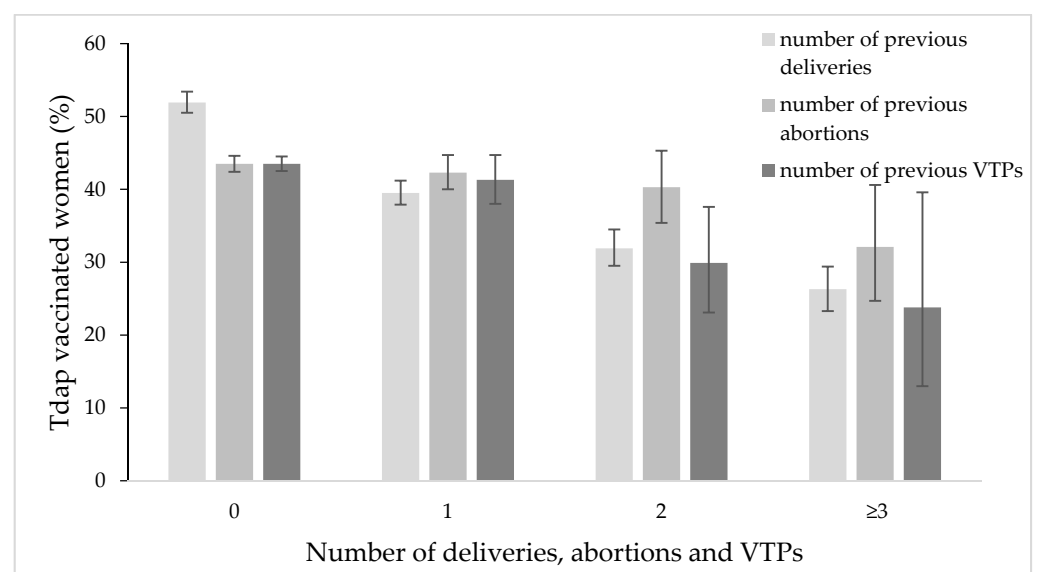 60
50
40
30
20
10
0
Tdap vaccinated women (%)
number of previous
deliveries
number of previous
abortions
number of previous VTPs
0 1 2 ≥3
Number of deliveries, abortions and VTPs